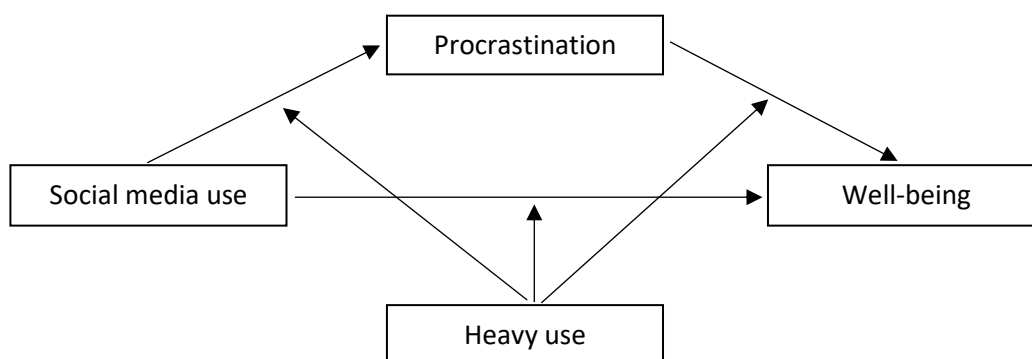 Procrastination
Social media use
Well-being
Heavy use